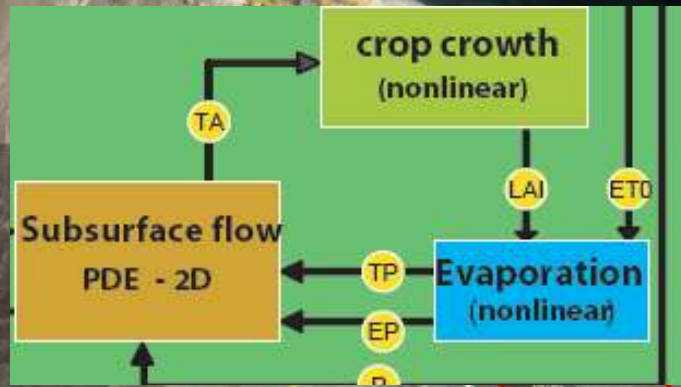 crop crowth
(nonlinear)
TA
LAI
ET0
Subsurface flow
PDE - 2D
TP
Evaporation
(nonlinear)
EP